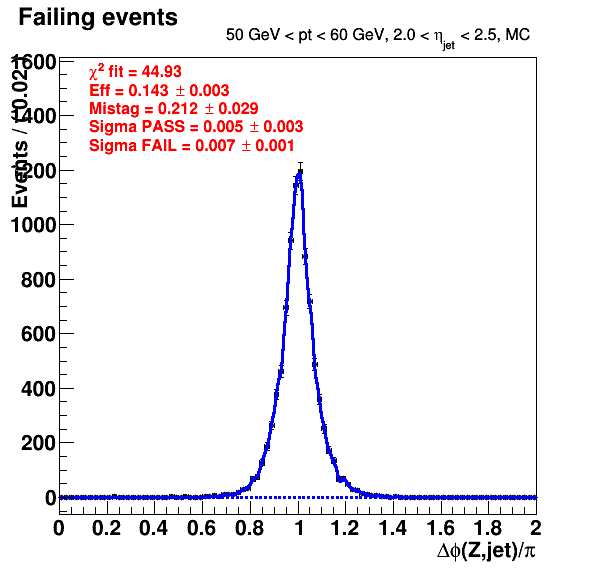 Failing events
50 GeV < pt < 60 GeV, 2.0 < η_jet < 2.5, MC
χ² fit = 44.93
Eff = 0.143 ± 0.003
Mistag = 0.212 ± 0.029
Sigma PASS = 0.005 ± 0.003
Sigma FAIL = 0.007 ± 0.001
Events / ( 0.02 )
1600
1400
1200
1000
800
600
400
200
0
0 0.2 0.4 0.6 0.8 1 1.2 1.4 1.6 1.8 2
Δϕ(Z,jet)/π